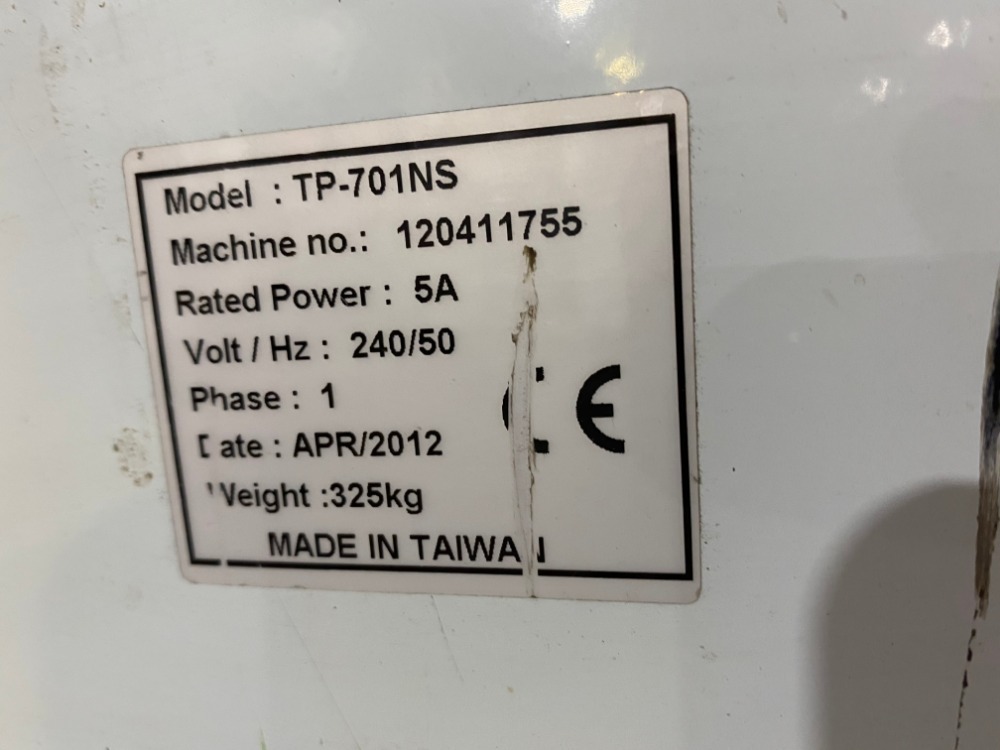 Model : TP-701NS
Machine no.: 120411755
Rated Power : 5A
Volt / Hz : 240/50
Phase : 1
Date : APR/2012
Weight :325kg
CE
MADE IN TAIWAN